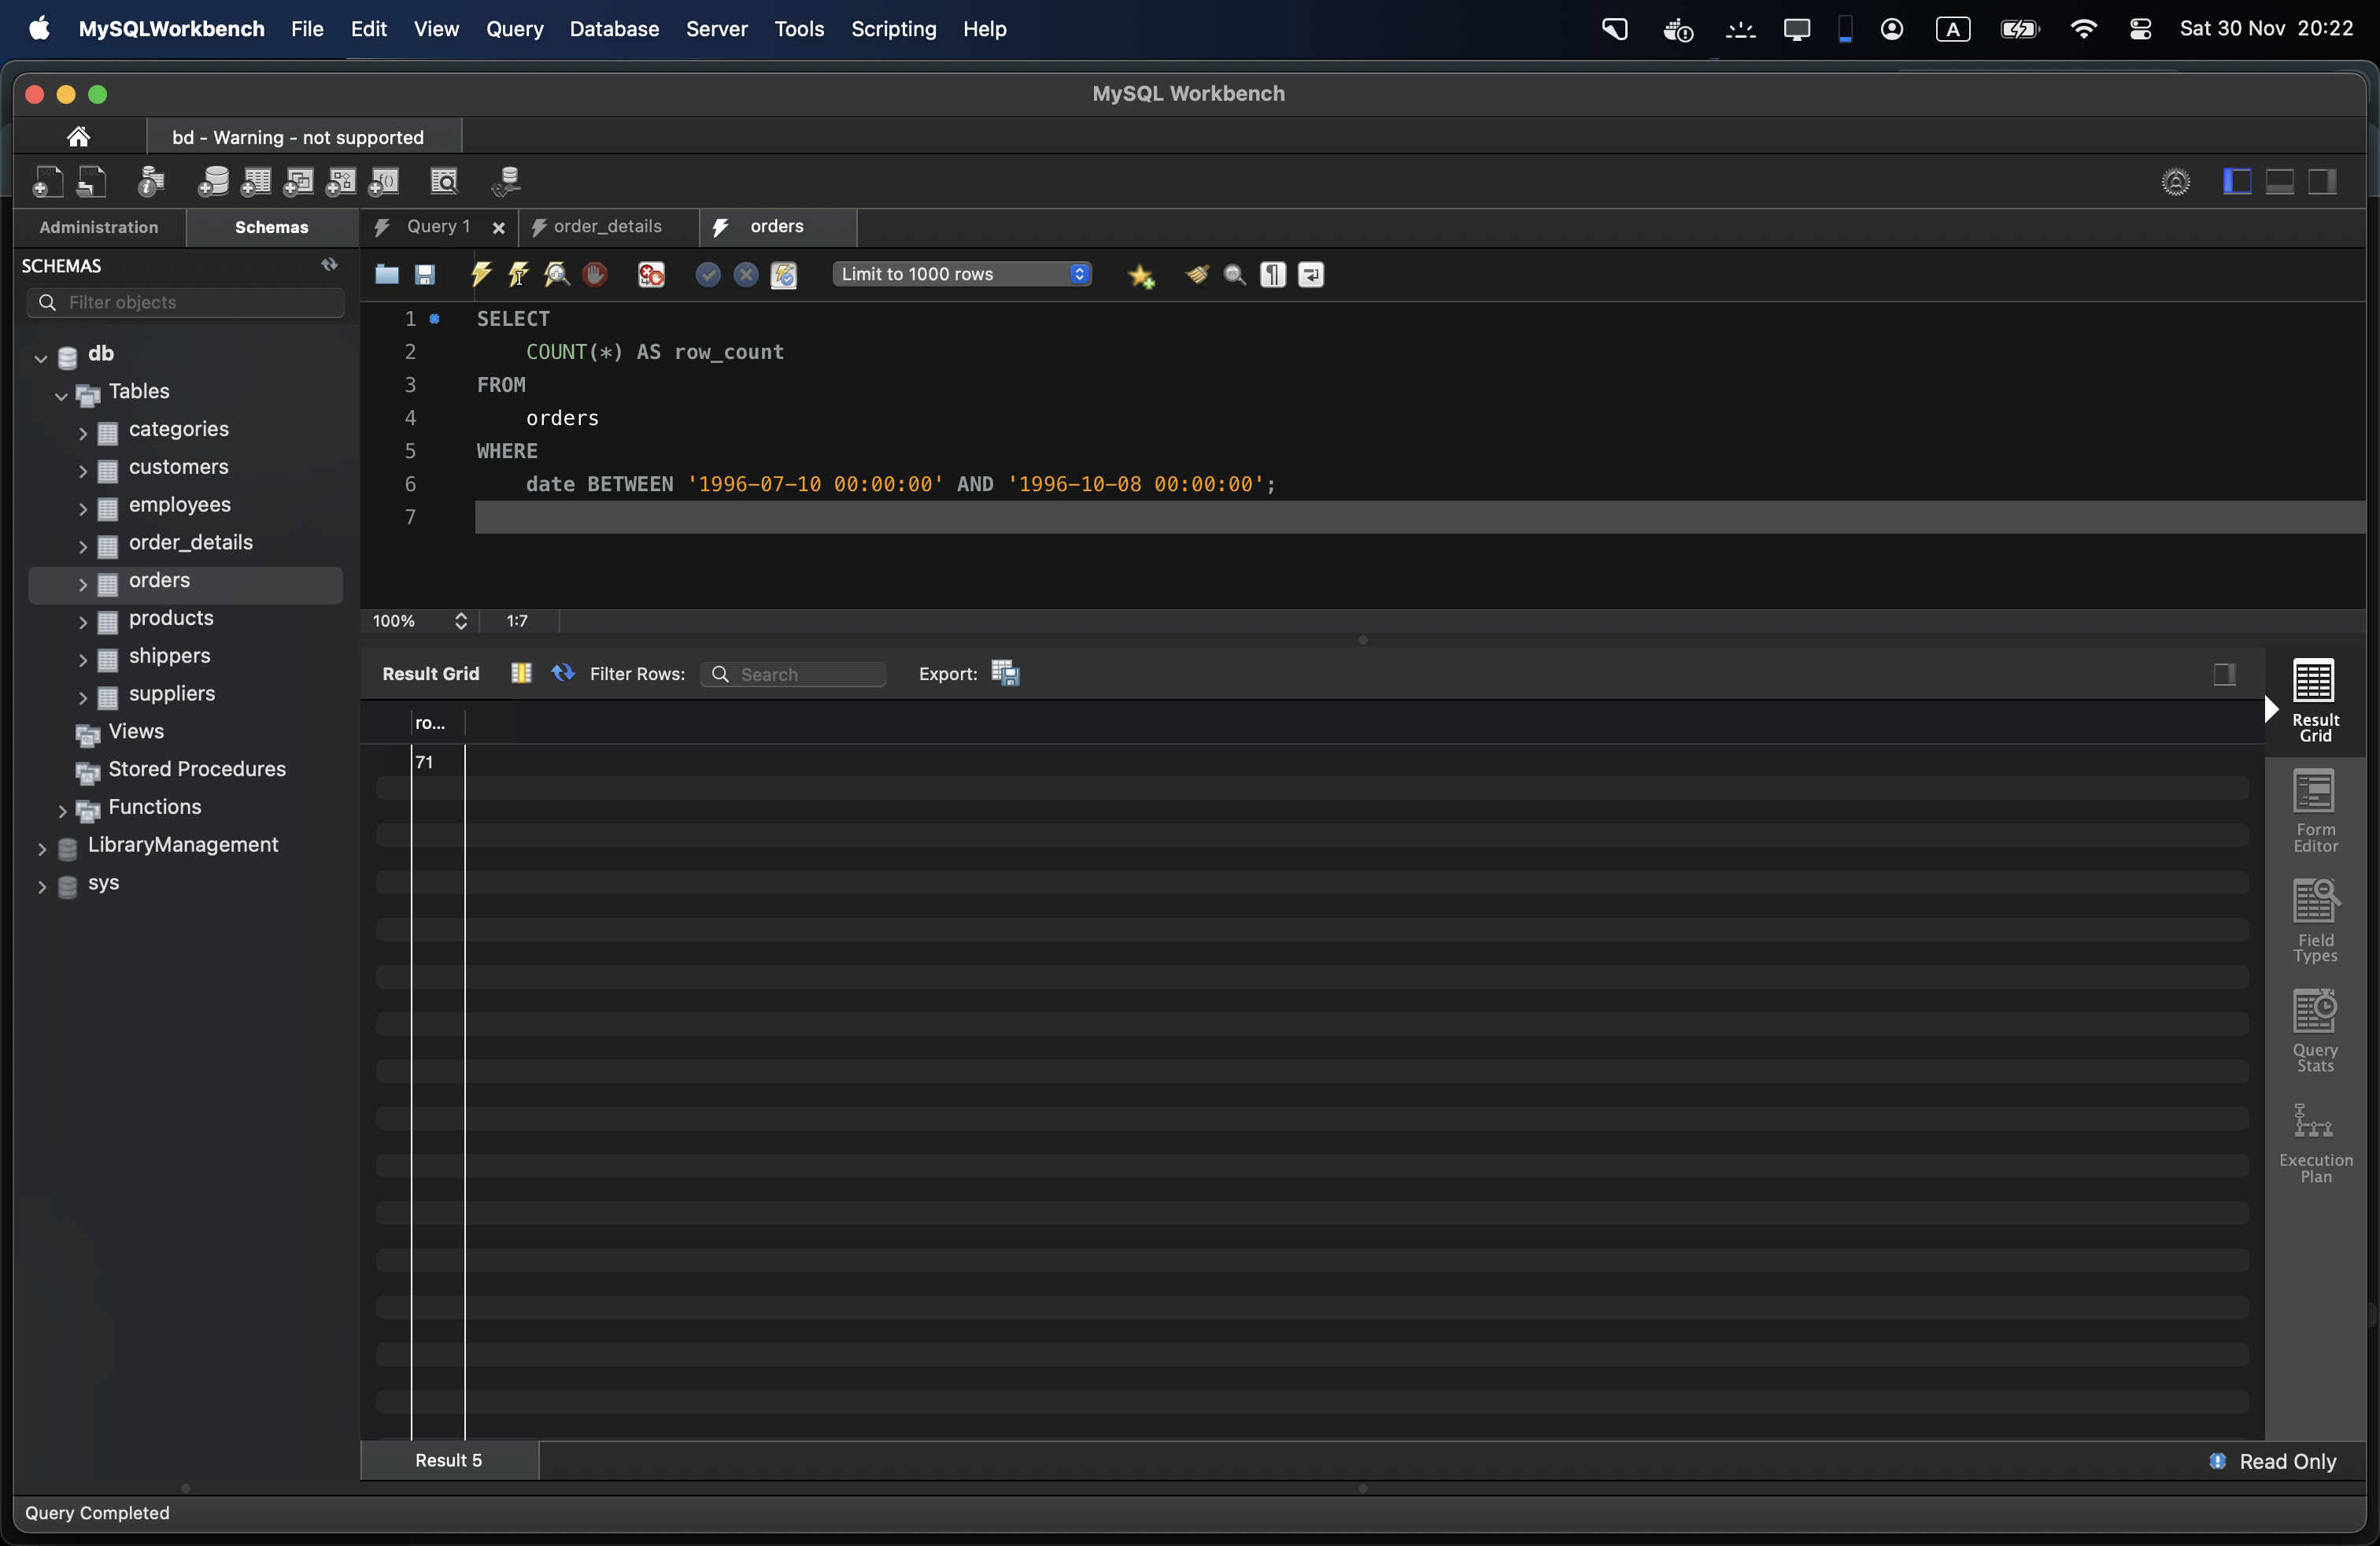 MySQLWorkbench File Edit View Query Database Server Tools Scripting Help
A
Sat 30 Nov 20:22
MySQL Workbench
bd - Warning - not supported
Administration
Schemas
Query 1
order_details
orders
SCHEMAS
Filter objects
db
Tables
categories
customers
employees
order_details
orders
products
shippers
suppliers
Views
Stored Procedures
Functions
LibraryManagement
sys
Limit to 1000 rows
1 SELECT
2 COUNT(*) AS row_count
3 FROM
4 orders
5 WHERE
6 date BETWEEN '1996-07-10 00:00:00' AND '1996-10-08 00:00:00';
7
100% 1:7
Result Grid
Filter Rows:
Search
Export:
ro...
71
Result
Grid
Form
Editor
Field
Types
Query
Stats
Execution
Plan
Result 5
Read Only
Query Completed